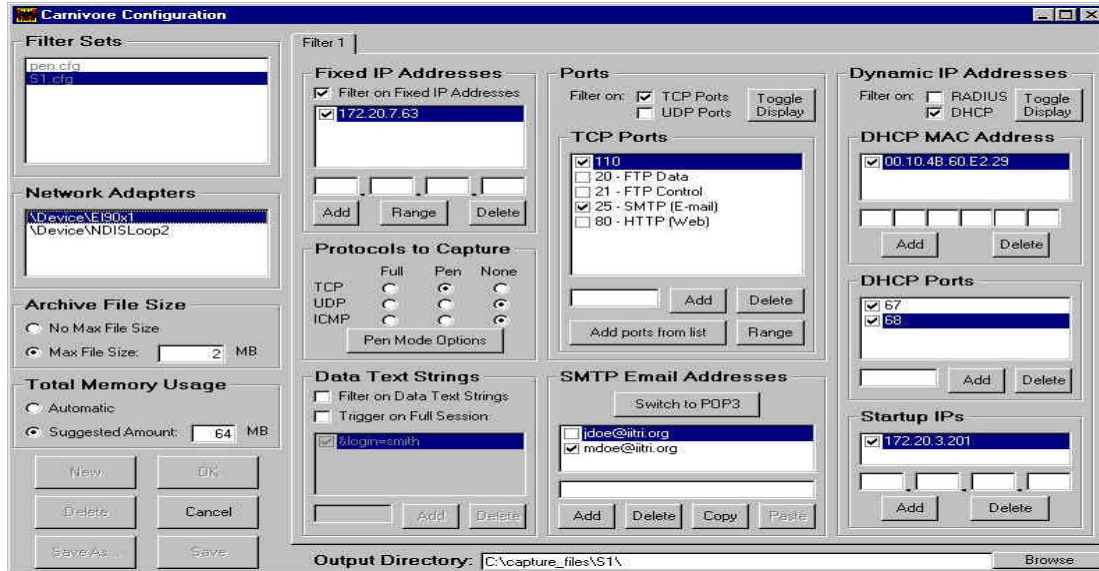 Carnivore Configuration
Filter Sets
pen.cfg
S1.cfg
Network Adapters
\Device\El90x1
\Device\NDISLoop2
Archive File Size
No Max File Size
Max File Size: 2 MB
Total Memory Usage
Automatic
Suggested Amount: 64 MB
New OK
Delete Cancel
Save As... Save
Filter 1
Fixed IP Addresses
Filter on Fixed IP Addresses
172.20.7.63
Add Range Delete
Protocols to Capture
Full Pen None
TCP
UDP
ICMP
Pen Mode Options
Data Text Strings
Filter on Data Text Strings
Trigger on Full Session
&login=smith
Add Delete
Ports
Filter on: TCP Ports
UDP Ports
Toggle Display
TCP Ports
110
20 - FTP Data
21 - FTP Control
25 - SMTP (E-mail)
80 - HTTP (Web)
Add Delete
Add ports from list Range
SMTP Email Addresses
Switch to POP3
jdoe@iitri.org
mdoe@iitri.org
Add Delete Copy Paste
Dynamic IP Addresses
Filter on: RADIUS
DHCP
Toggle Display
DHCP MAC Address
00.10.4B.60.E2.29
Add Delete
DHCP Ports
67
68
Add Delete
Startup IPs
172.20.3.201
Add Delete
Output Directory: C:\capture_files\S1\ Browse